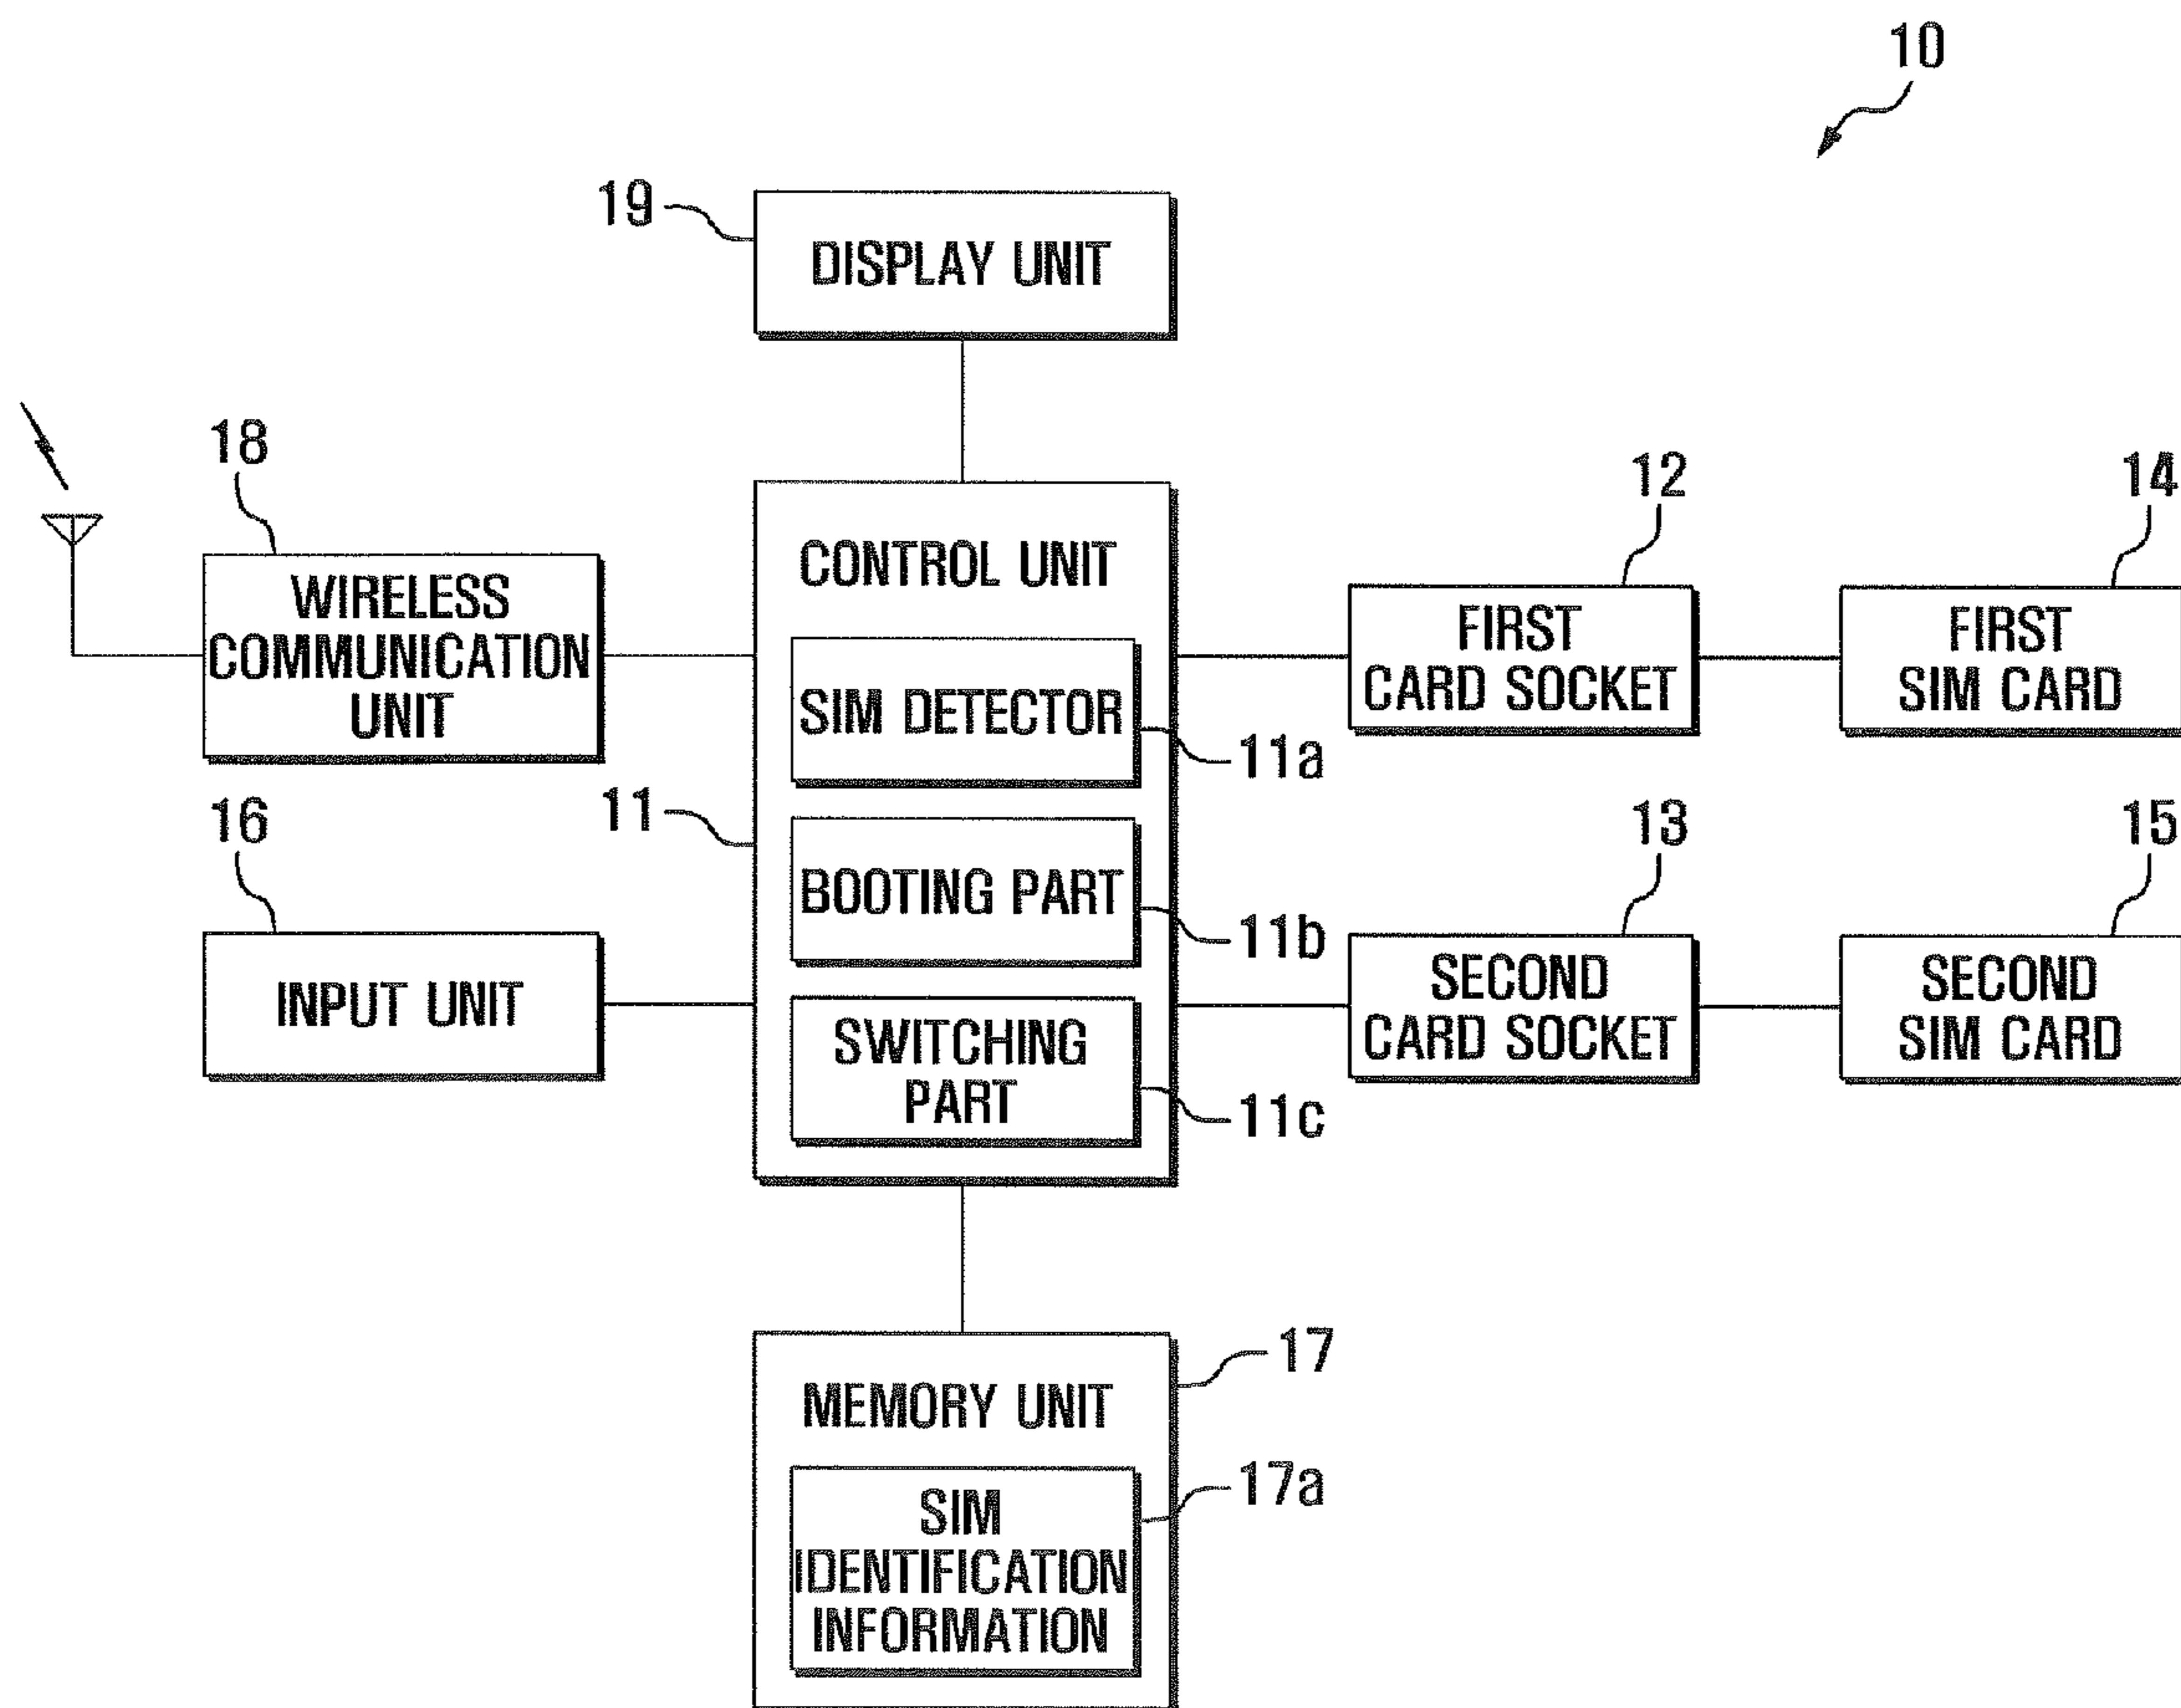 10
19
DISPLAY UNIT
18
WIRELESS
COMMUNICATION
UNIT
CONTROL UNIT
12
FIRST
CARD SOCKET
14
FIRST
SIM CARD
SIM DETECTOR
11a
16
INPUT UNIT
11
BOOTING PART
11b
13
SECOND
CARD SOCKET
15
SECOND
SIM CARD
SWITCHING
PART
11c
17
MEMORY UNIT
17a
SIM
IDENTIFICATION
INFORMATION